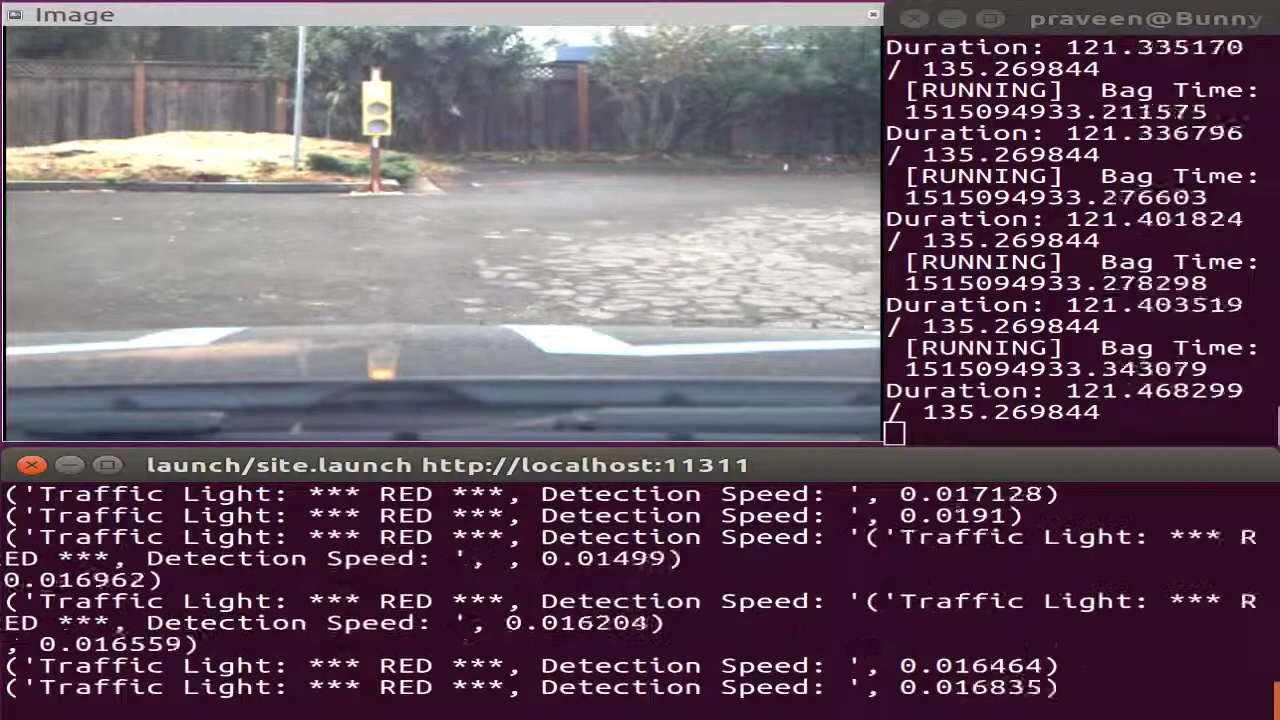 Image
praveen@Bunny
Duration: 121.335170
/ 135.269844
[RUNNING] Bag Time:
1515094933.211575
Duration: 121.336796
/ 135.269844
[RUNNING] Bag Time:
1515094933.276603
Duration: 121.401824
/ 135.269844
[RUNNING] Bag Time:
1515094933.278298
Duration: 121.403519
/ 135.269844
[RUNNING] Bag Time:
1515094933.343079
Duration: 121.468299
/ 135.269844
launch/site.launch http://localhost:11311
('Traffic Light: *** RED ***, Detection Speed: ', 0.017128)
('Traffic Light: *** RED ***, Detection Speed: ', 0.0191)
('Traffic Light: *** RED ***, Detection Speed: '('Traffic Light: *** R
ED ***, Detection Speed: ', , 0.01499)
0.016962)
('Traffic Light: *** RED ***, Detection Speed: '('Traffic Light: *** R
ED ***, Detection Speed: ', 0.016204)
, 0.016559)
('Traffic Light: *** RED ***, Detection Speed: ', 0.016464)
('Traffic Light: *** RED ***, Detection Speed: ', 0.016835)